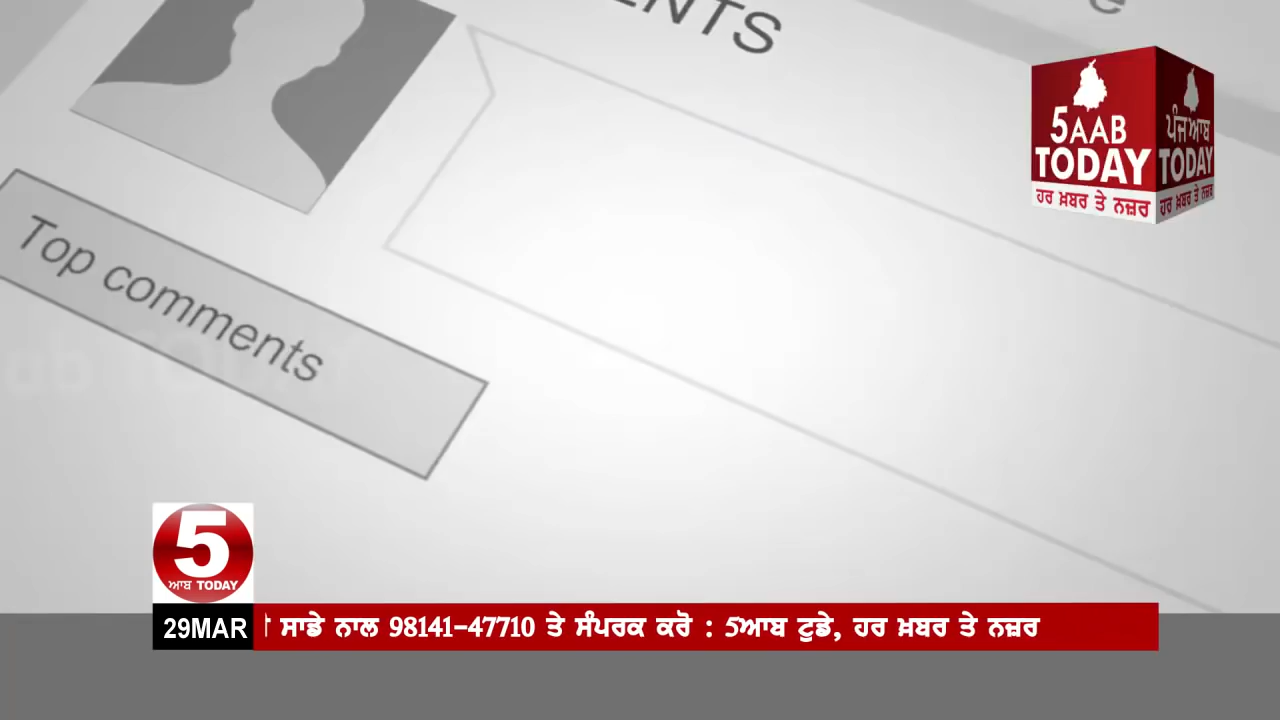 5AAB
TODAY
ਹਰ ਖ਼ਬਰ ਤੇ ਨਜ਼ਰ
ਪੰਜਆਬ
TODAY
ਹਰ ਖ਼ਬਰ ਤੇ ਨਜ਼ਰ
Top comments
5
ਆਬ TODAY
29MAR
ਸਾਡੇ ਨਾਲ 98141-47710 ਤੇ ਸੰਪਰਕ ਕਰੋ : 5ਆਬ ਟੁਡੇ, ਹਰ ਖ਼ਬਰ ਤੇ ਨਜ਼ਰ